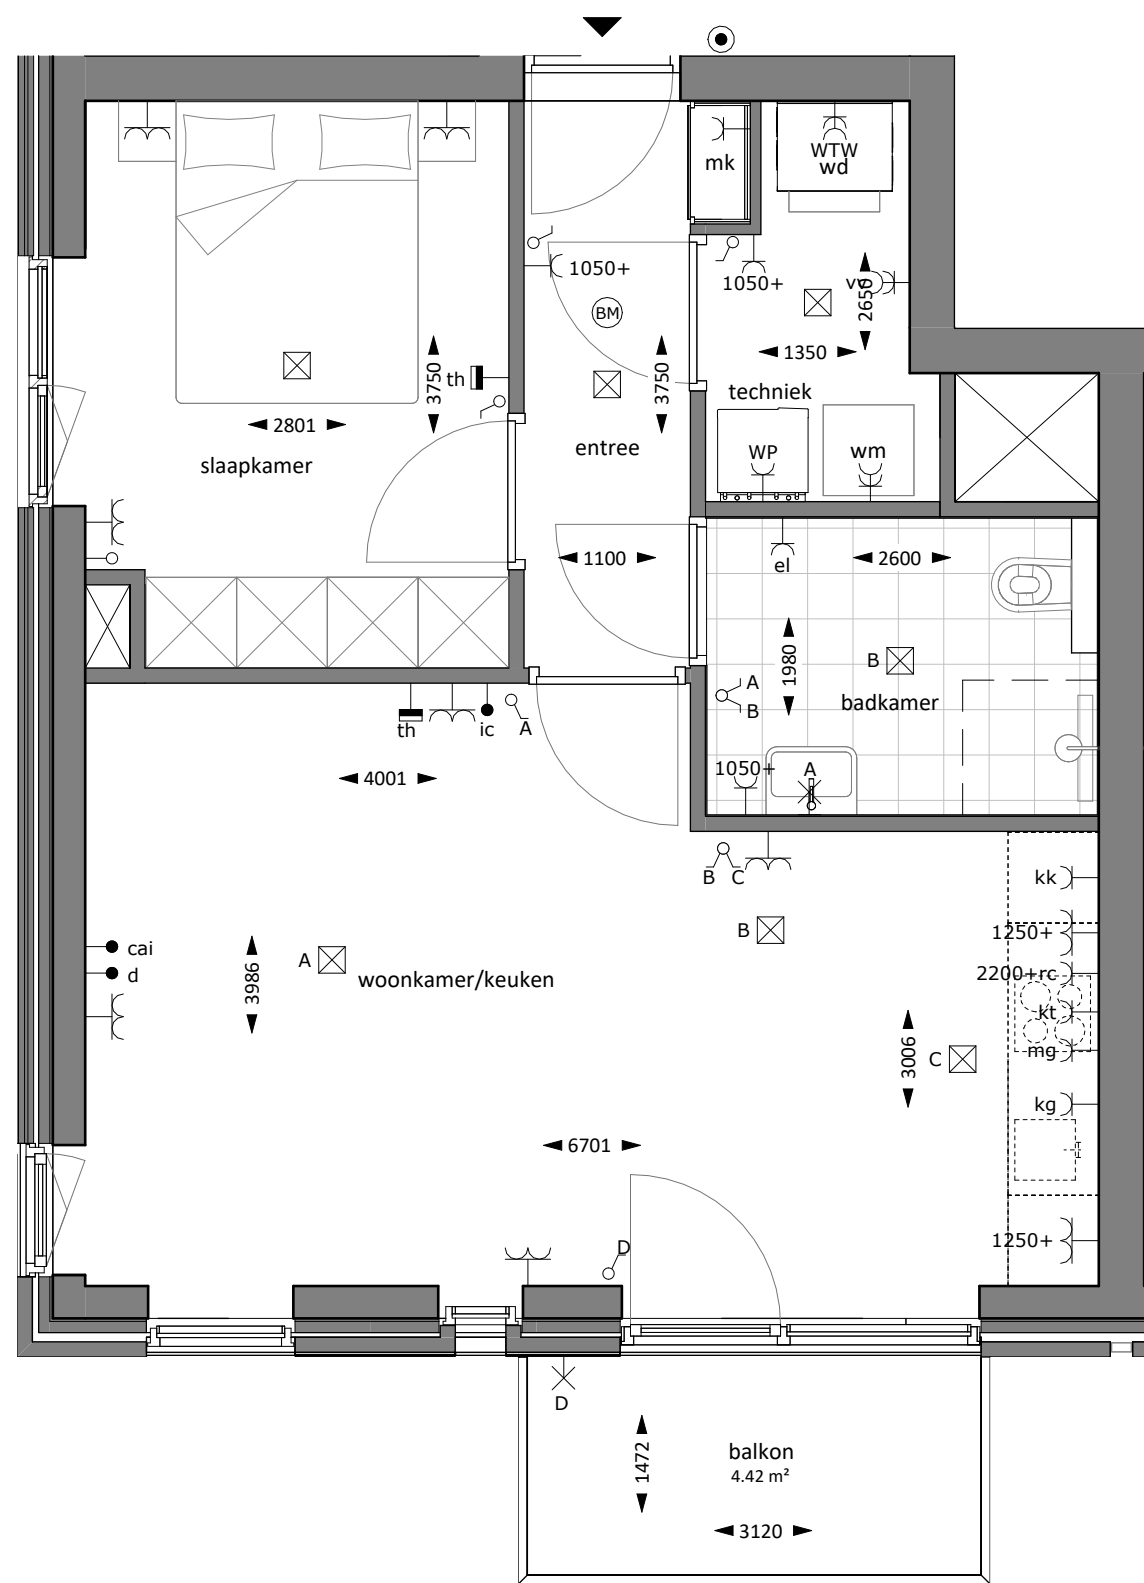 mk
WTW
wd
1050+
1050+
vv
2650
BM
1350
3750
th
3750
techniek
2801
slaapkamer
entree
WP
wm
1100
2600
el
1980
B
A
B
badkamer
th
ic
A
1050+
A
4001
B
C
kk
B
1250+
cai
d
A
3986
woonkamer/keuken
2200+rc
kt
mg
3006
C
kg
6701
D
1250+
D
balkon
4.42 m²
1472
3120